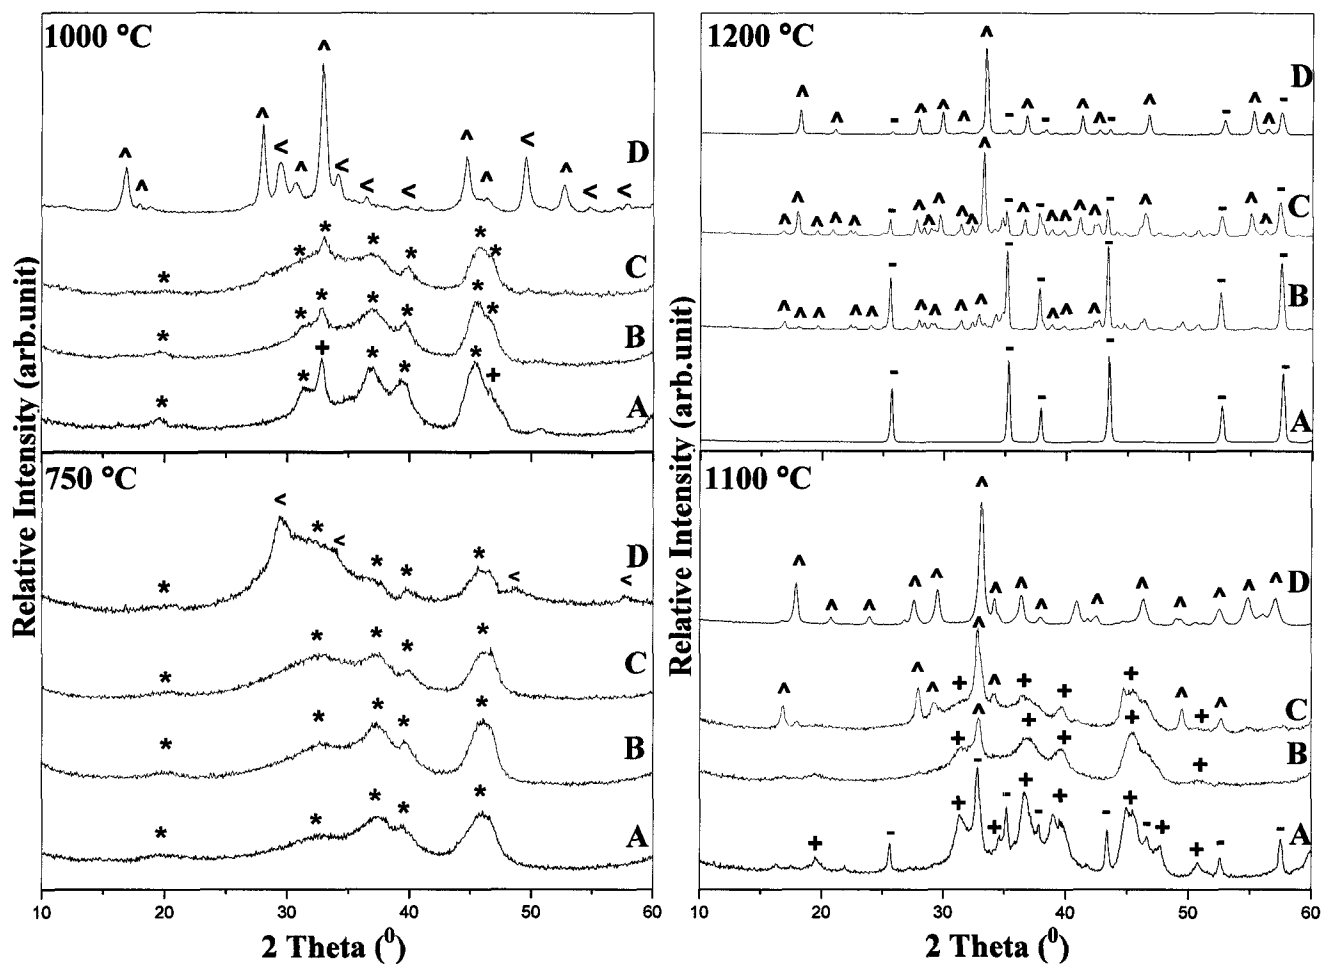 1000 °C
^
^
^ ^ < ^ < < < ^ ^ < ^ < <
D
* * * * * * *
C
* * * * * * *
B
* * + * * * +
A
750 °C
< * < * * * * < <
D
* * * * *
C
* * * * *
B
* * * * *
A
10 20 30 40 50 60
2 Theta (0)
Relative Intensity (arb.unit)
1200 °C
^
^ ^ - ^ ^ ^ - ^ - ^ ^ - ^ - ^ ^ -
D
^
^ ^ ^ ^ ^ - ^ ^ ^ ^ ^ - ^ - ^ ^ ^ ^ - ^ - ^ ^ -
C
^ ^ ^ ^ ^ - ^ ^ ^ ^ - - ^ ^ ^ - - -
B
- - - - - -
A
1100 °C
^
^ ^ ^ ^ ^ ^ ^ ^ ^ ^ ^ ^ ^ ^
D
^ ^ ^ + ^ ^ + + + ^ + ^
C
+ ^ + + + +
B
+ - + - + - + - + - + - + + - -
A
10 20 30 40 50 60
2 Theta (0)
Relative Intensity (arb.unit)